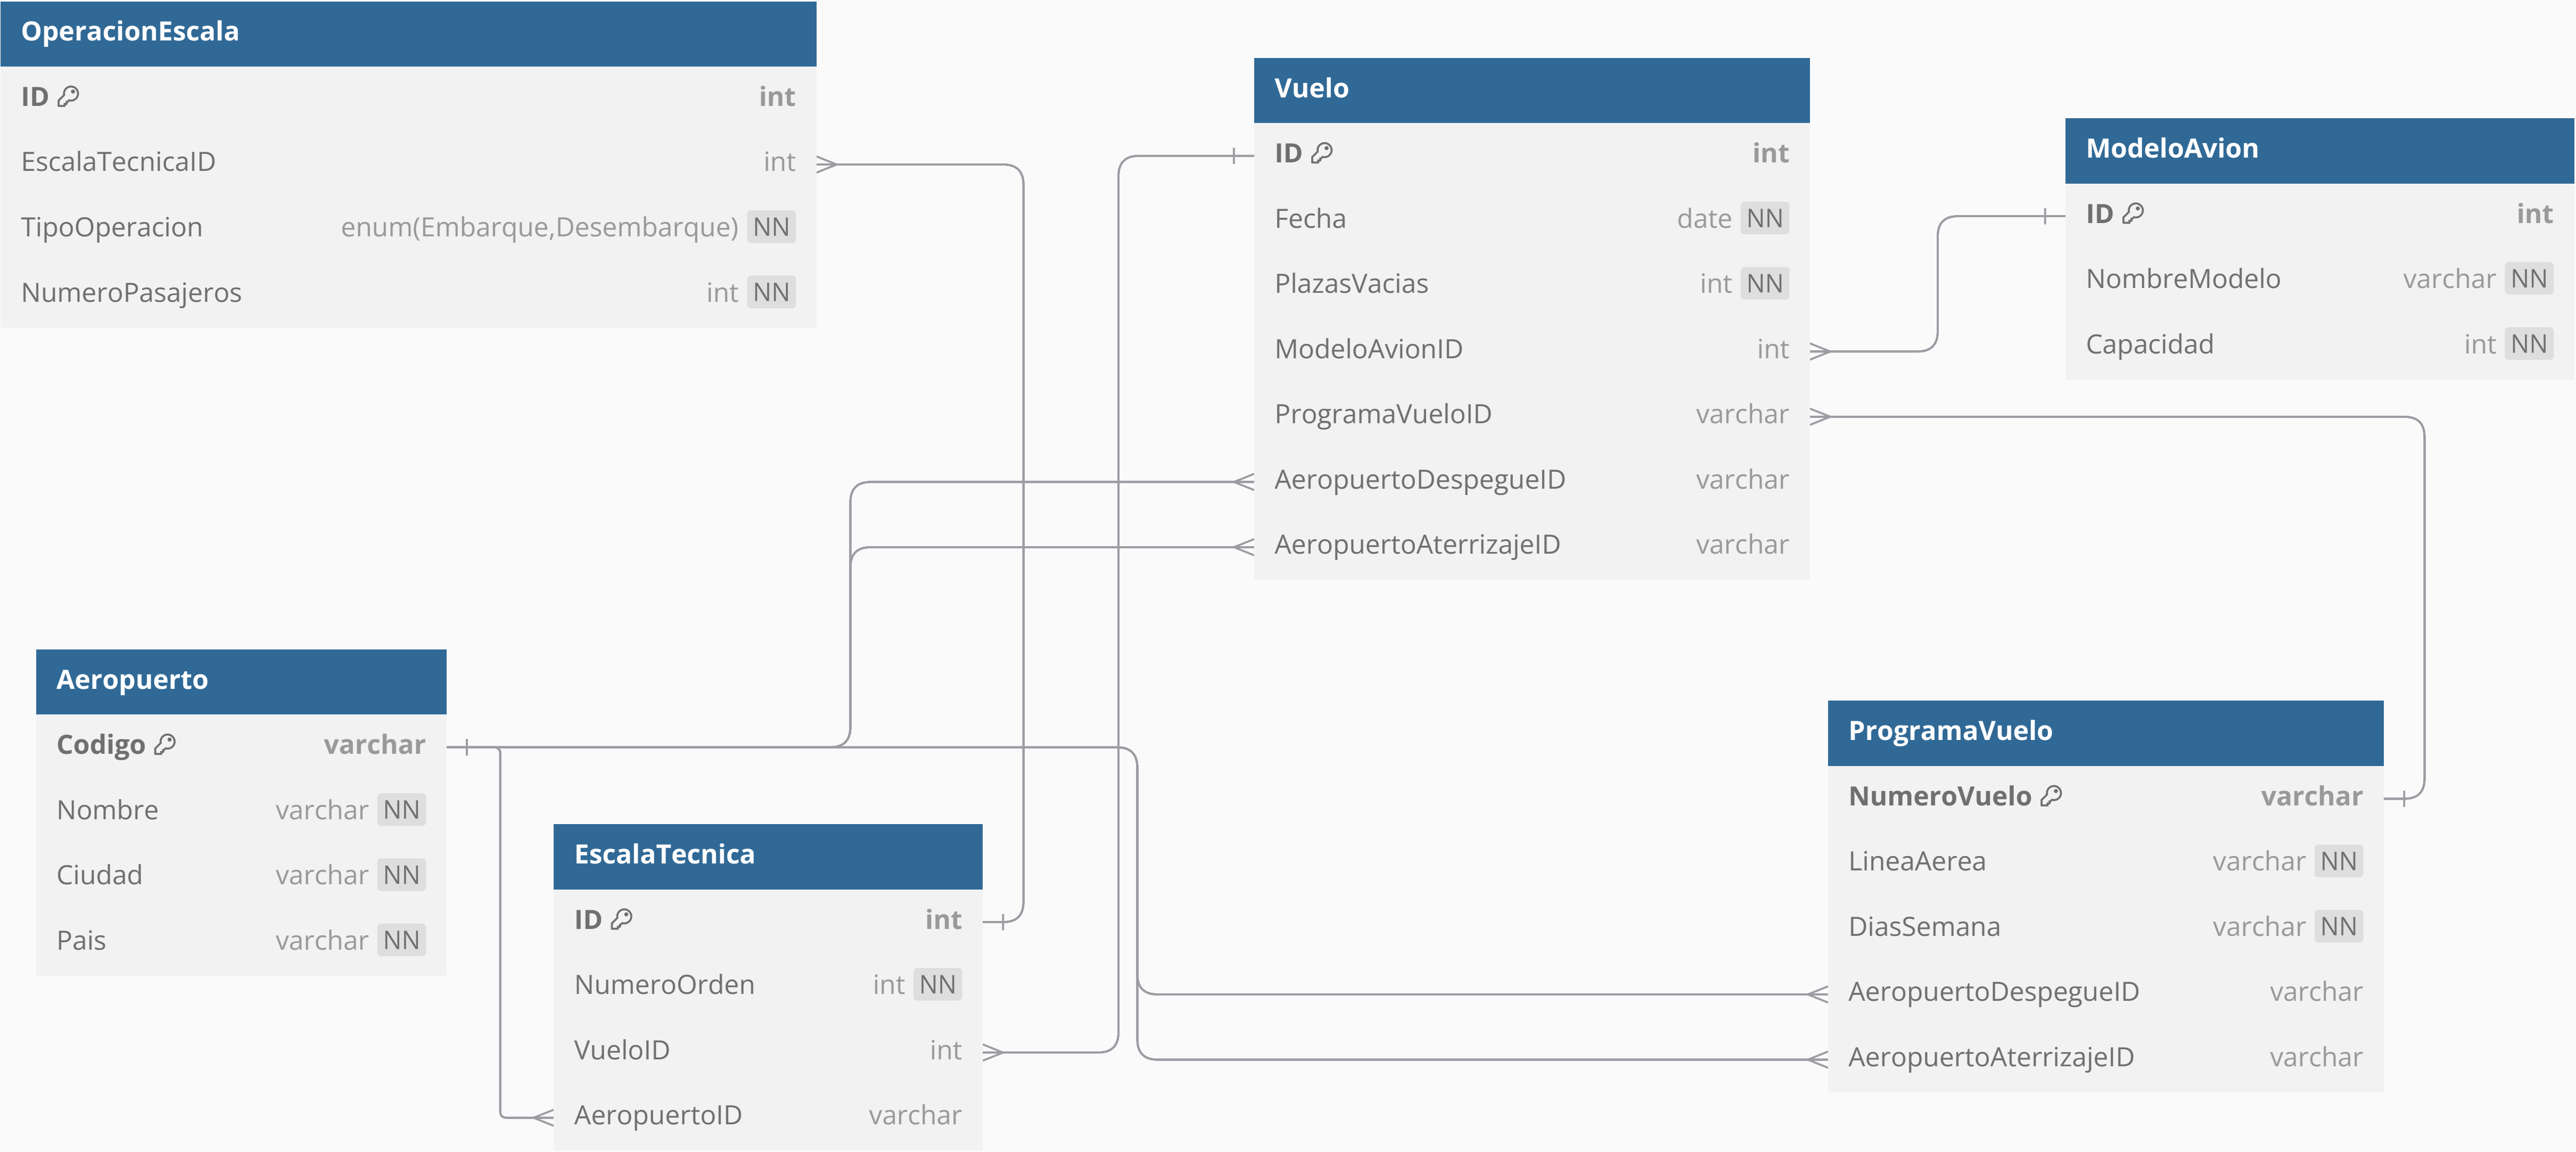 OperacionEscala
ID int
EscalaTecnicaID int
TipoOperacion enum(Embarque,Desembarque) NN
NumeroPasajeros int NN
Vuelo
ID int
Fecha date NN
PlazasVacias int NN
ModeloAvionID int
ProgramaVueloID varchar
AeropuertoDespegueID varchar
AeropuertoAterrizajeID varchar
ModeloAvion
ID int
NombreModelo varchar NN
Capacidad int NN
Aeropuerto
Codigo varchar
Nombre varchar NN
Ciudad varchar NN
Pais varchar NN
EscalaTecnica
ID int
NumeroOrden int NN
VueloID int
AeropuertoID varchar
ProgramaVuelo
NumeroVuelo varchar
LineaAerea varchar NN
DiasSemana varchar NN
AeropuertoDespegueID varchar
AeropuertoAterrizajeID varchar